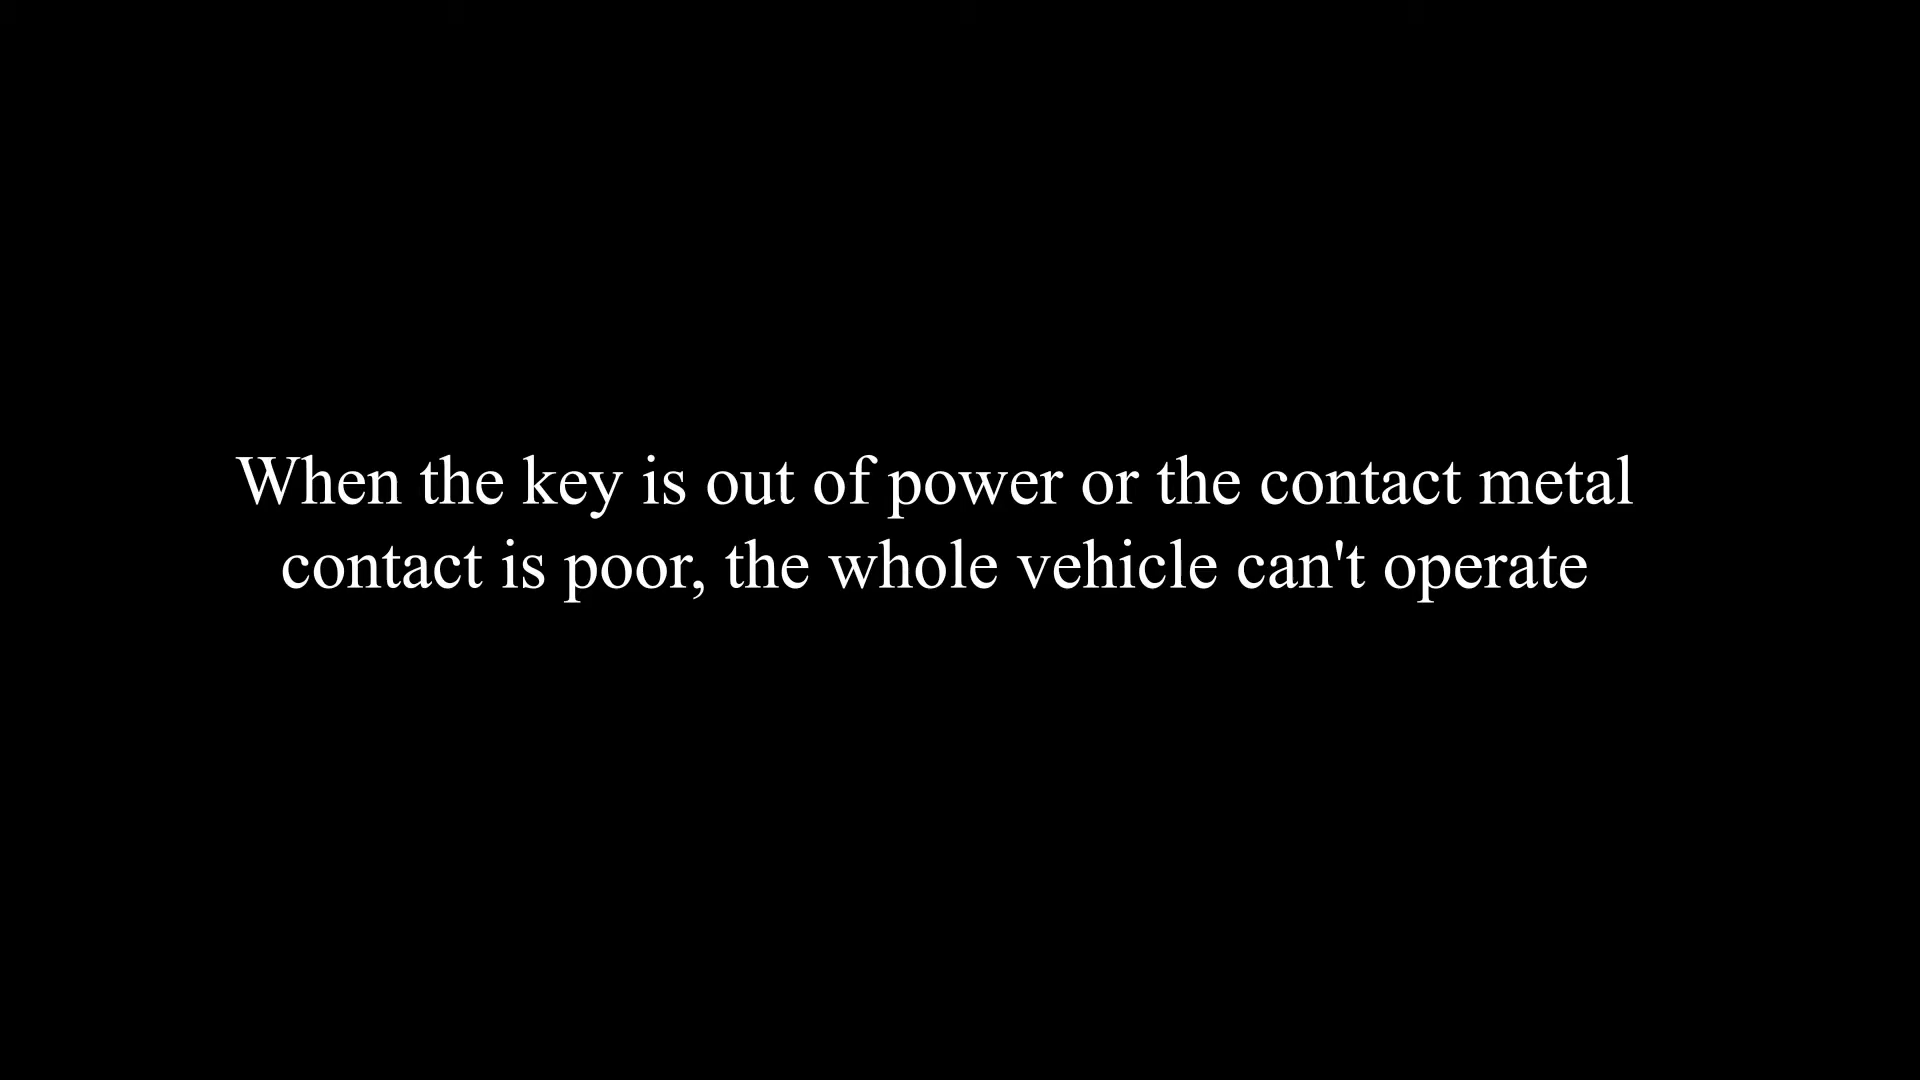 When the key is out of power or the contact metal
contact is poor, the whole vehicle can't operate